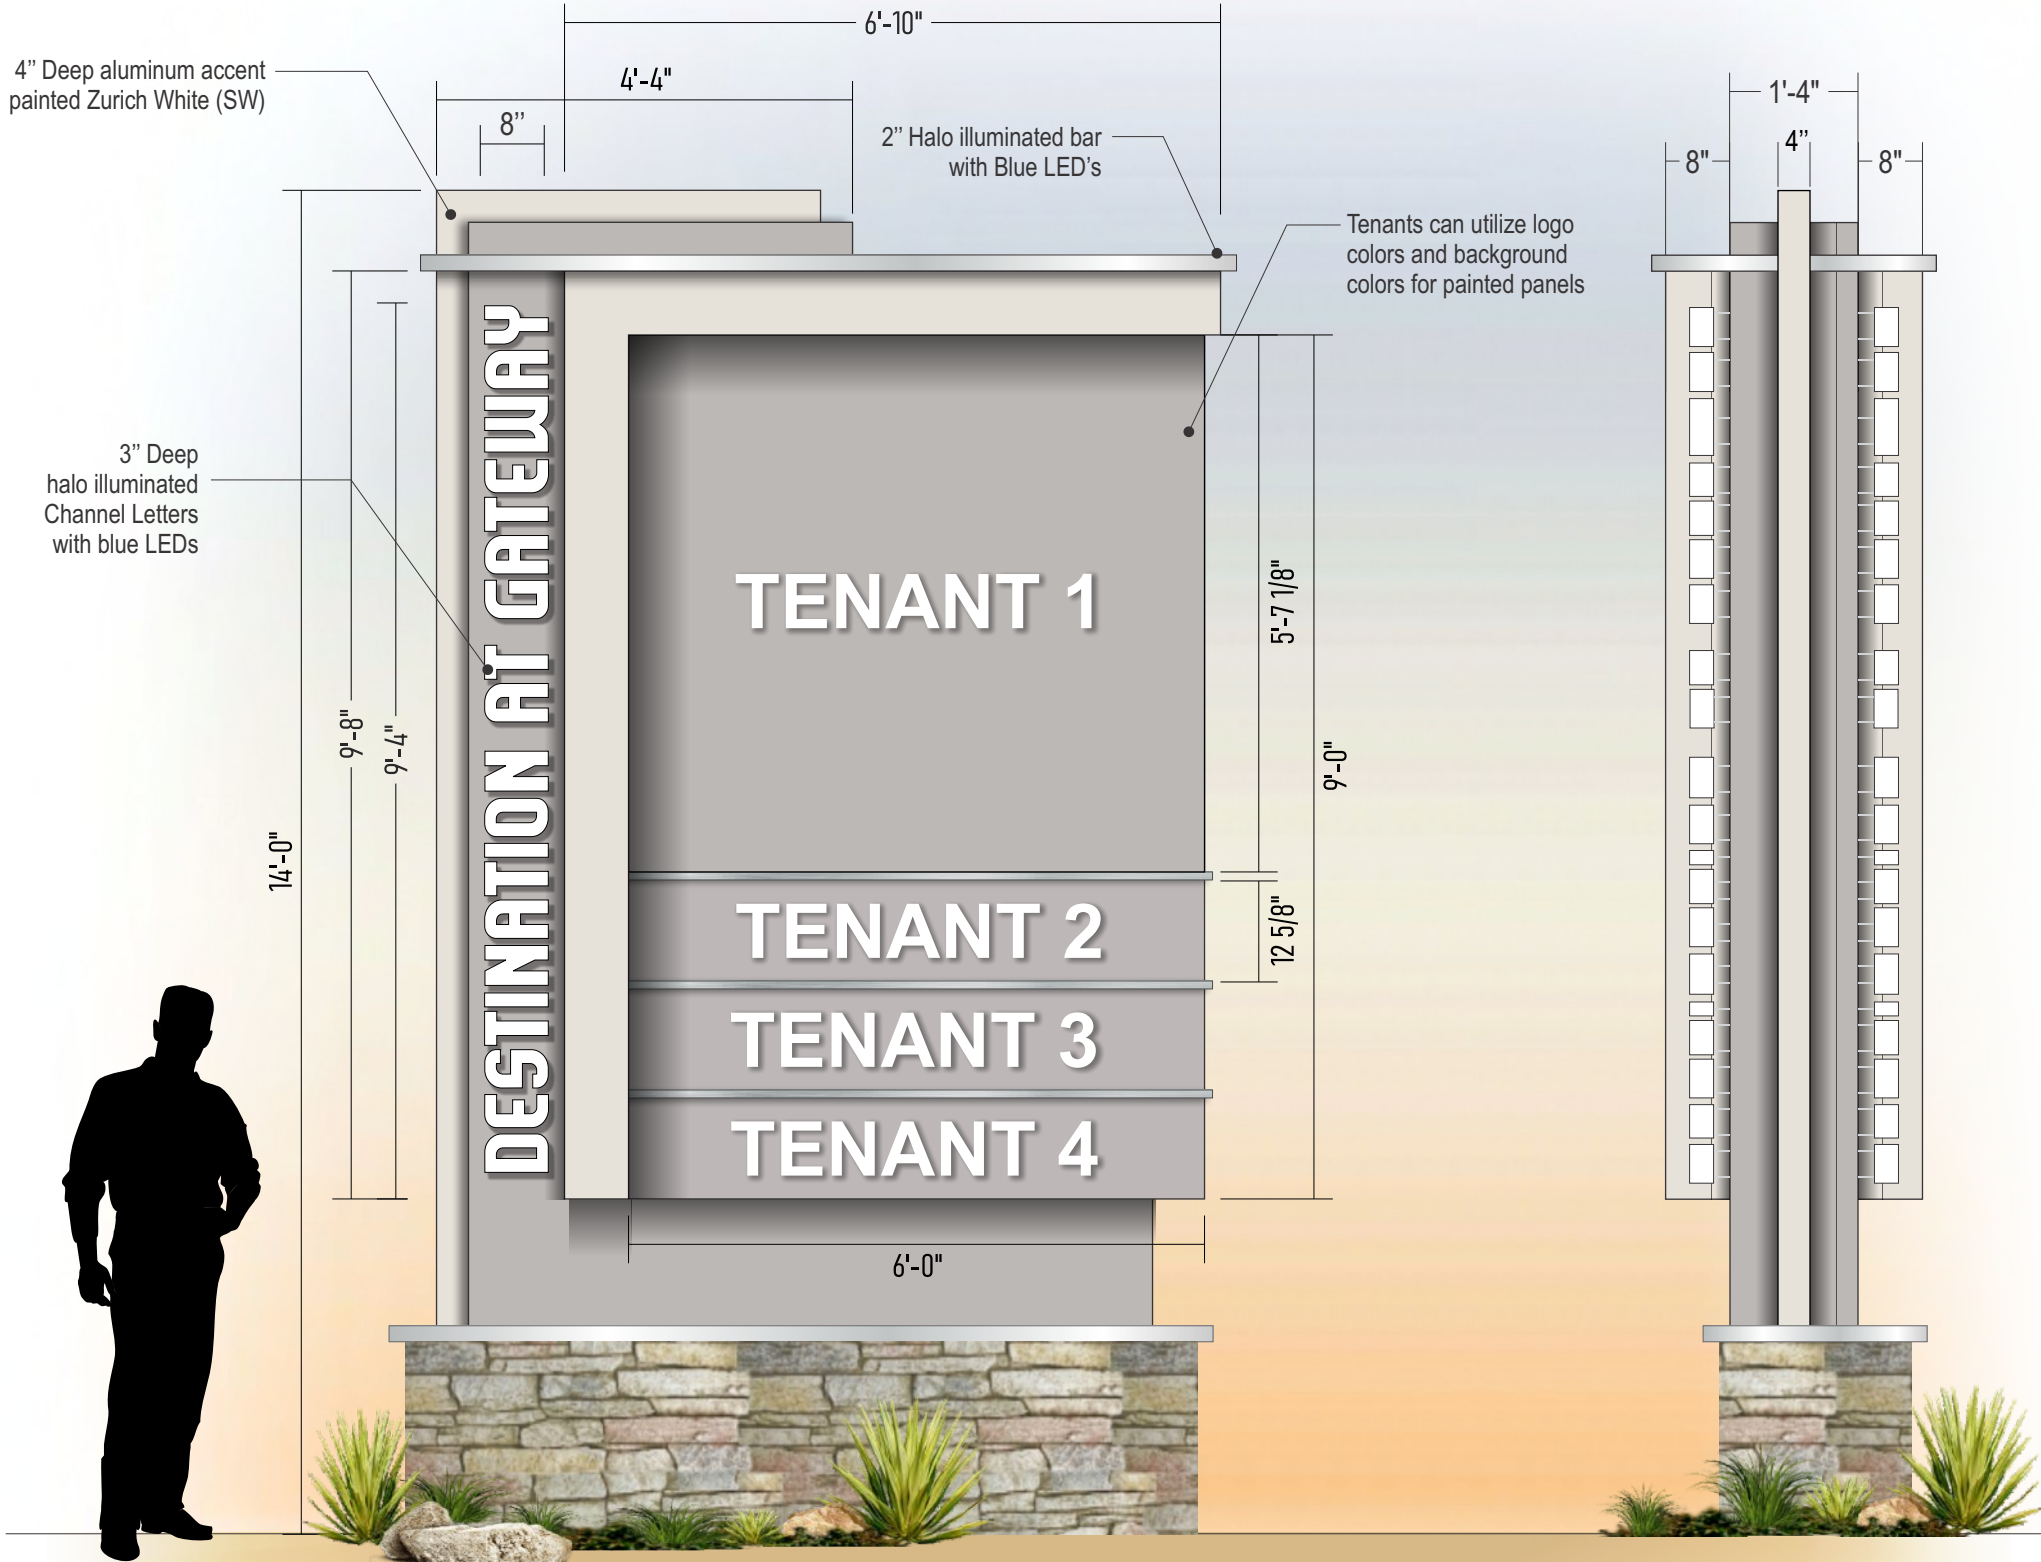 6'-10"
4'-4"
8’’
4’’ Deep aluminum accent
painted Zurich White (SW)
2’’ Halo illuminated bar
with Blue LED’s
Tenants can utilize logo
colors and background
colors for painted panels
1'-4"
4’’
8"
8"
3’’ Deep
halo illuminated
Channel Letters
with blue LEDs
14'-0"
9'-8"
9'-4"
DESTINATION AT GATEWAY
TENANT 1
TENANT 2
TENANT 3
TENANT 4
5'-7 1/8"
12 5/8"
9'-0"
6'-0"